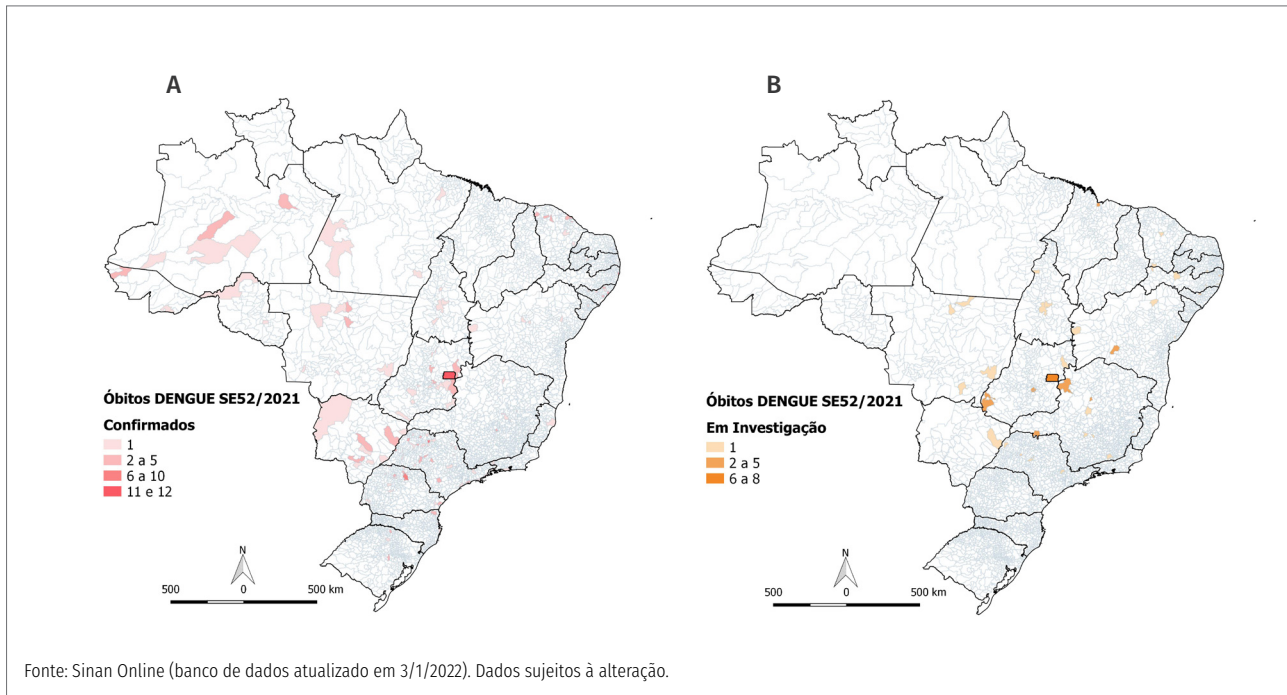 A
Óbitos DENGUE SE52/2021
Confirmados
1
2 a 5
6 a 10
11 e 12
N
500 0 500 km
B
Óbitos DENGUE SE52/2021
Em Investigação
1
2 a 5
6 a 8
N
500 0 500 km
Fonte: Sinan Online (banco de dados atualizado em 3/1/2022). Dados sujeitos à alteração.